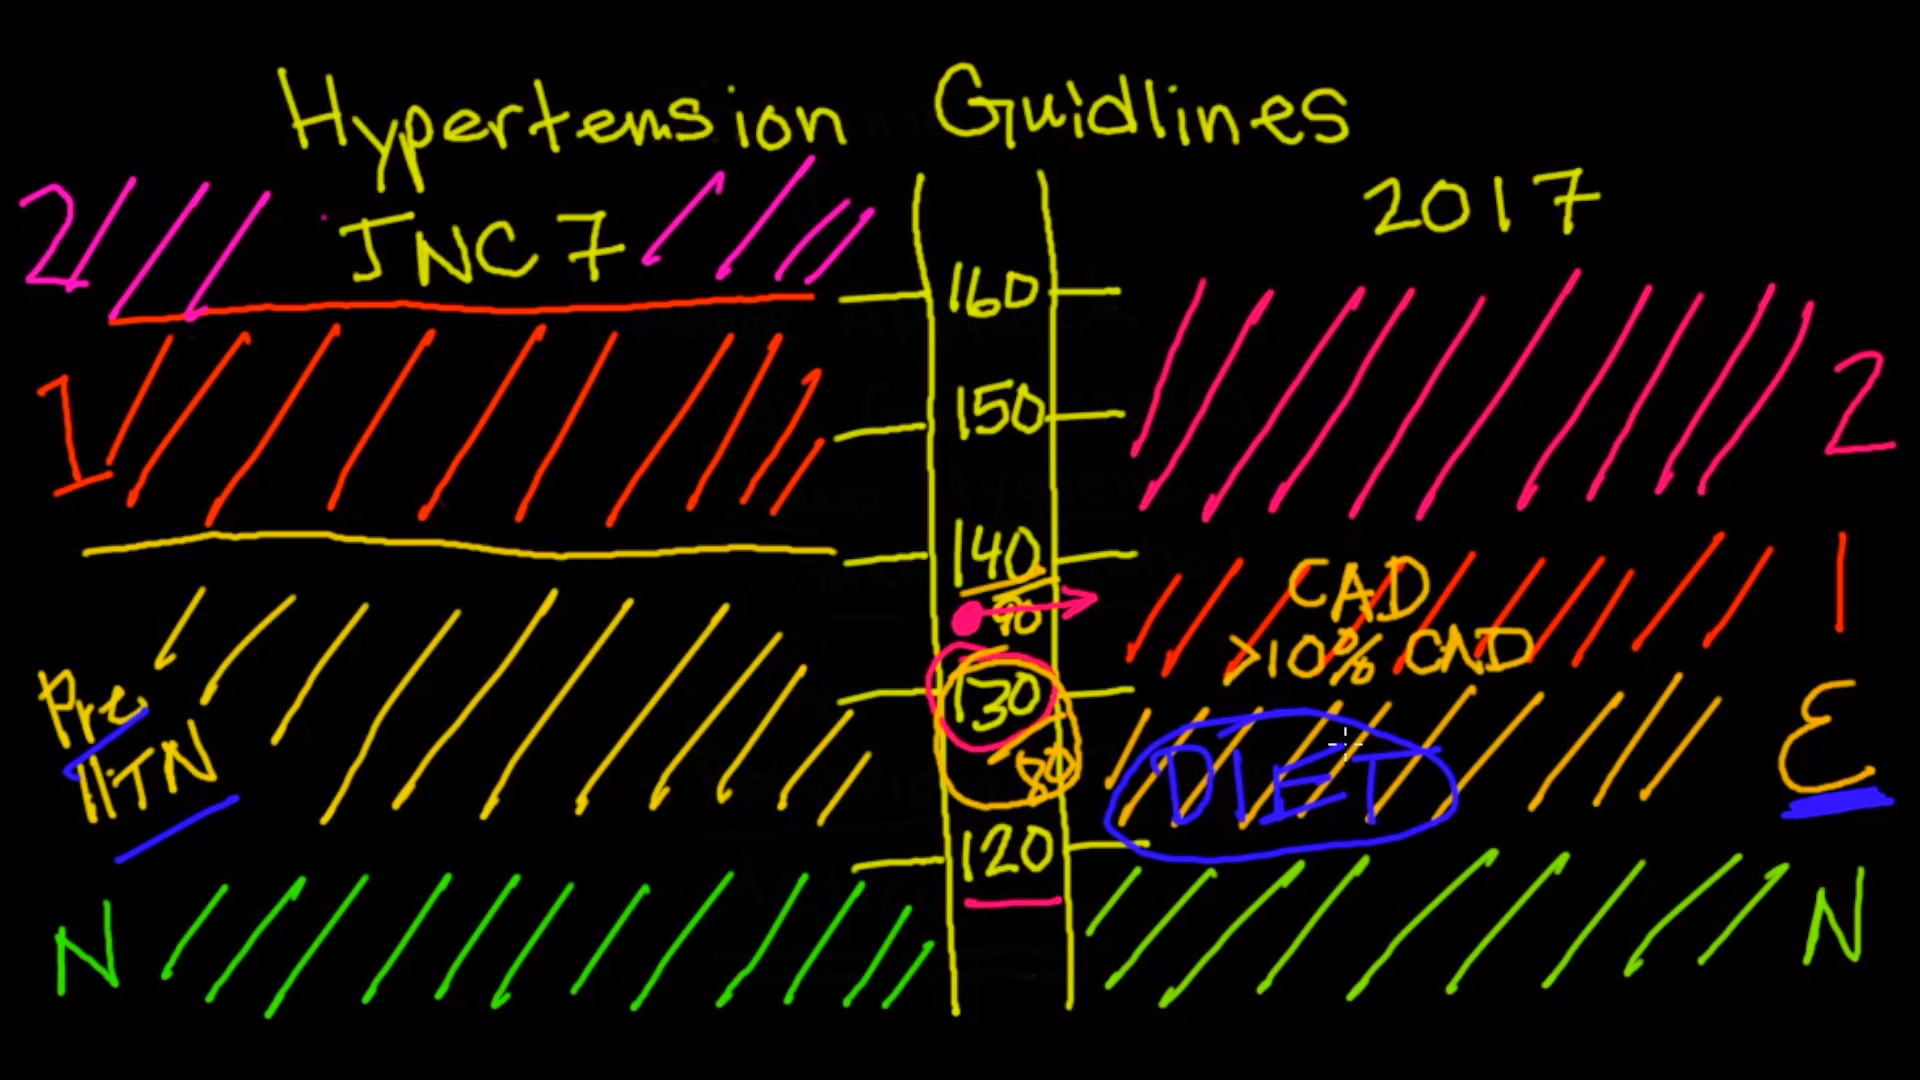 Hypertension Guidlines
JNC 7
2017
2
1
Pre
HTN
N
160
150
140
90
130
80
120
2
1
CAD
>10% CAD
E
DIET
N